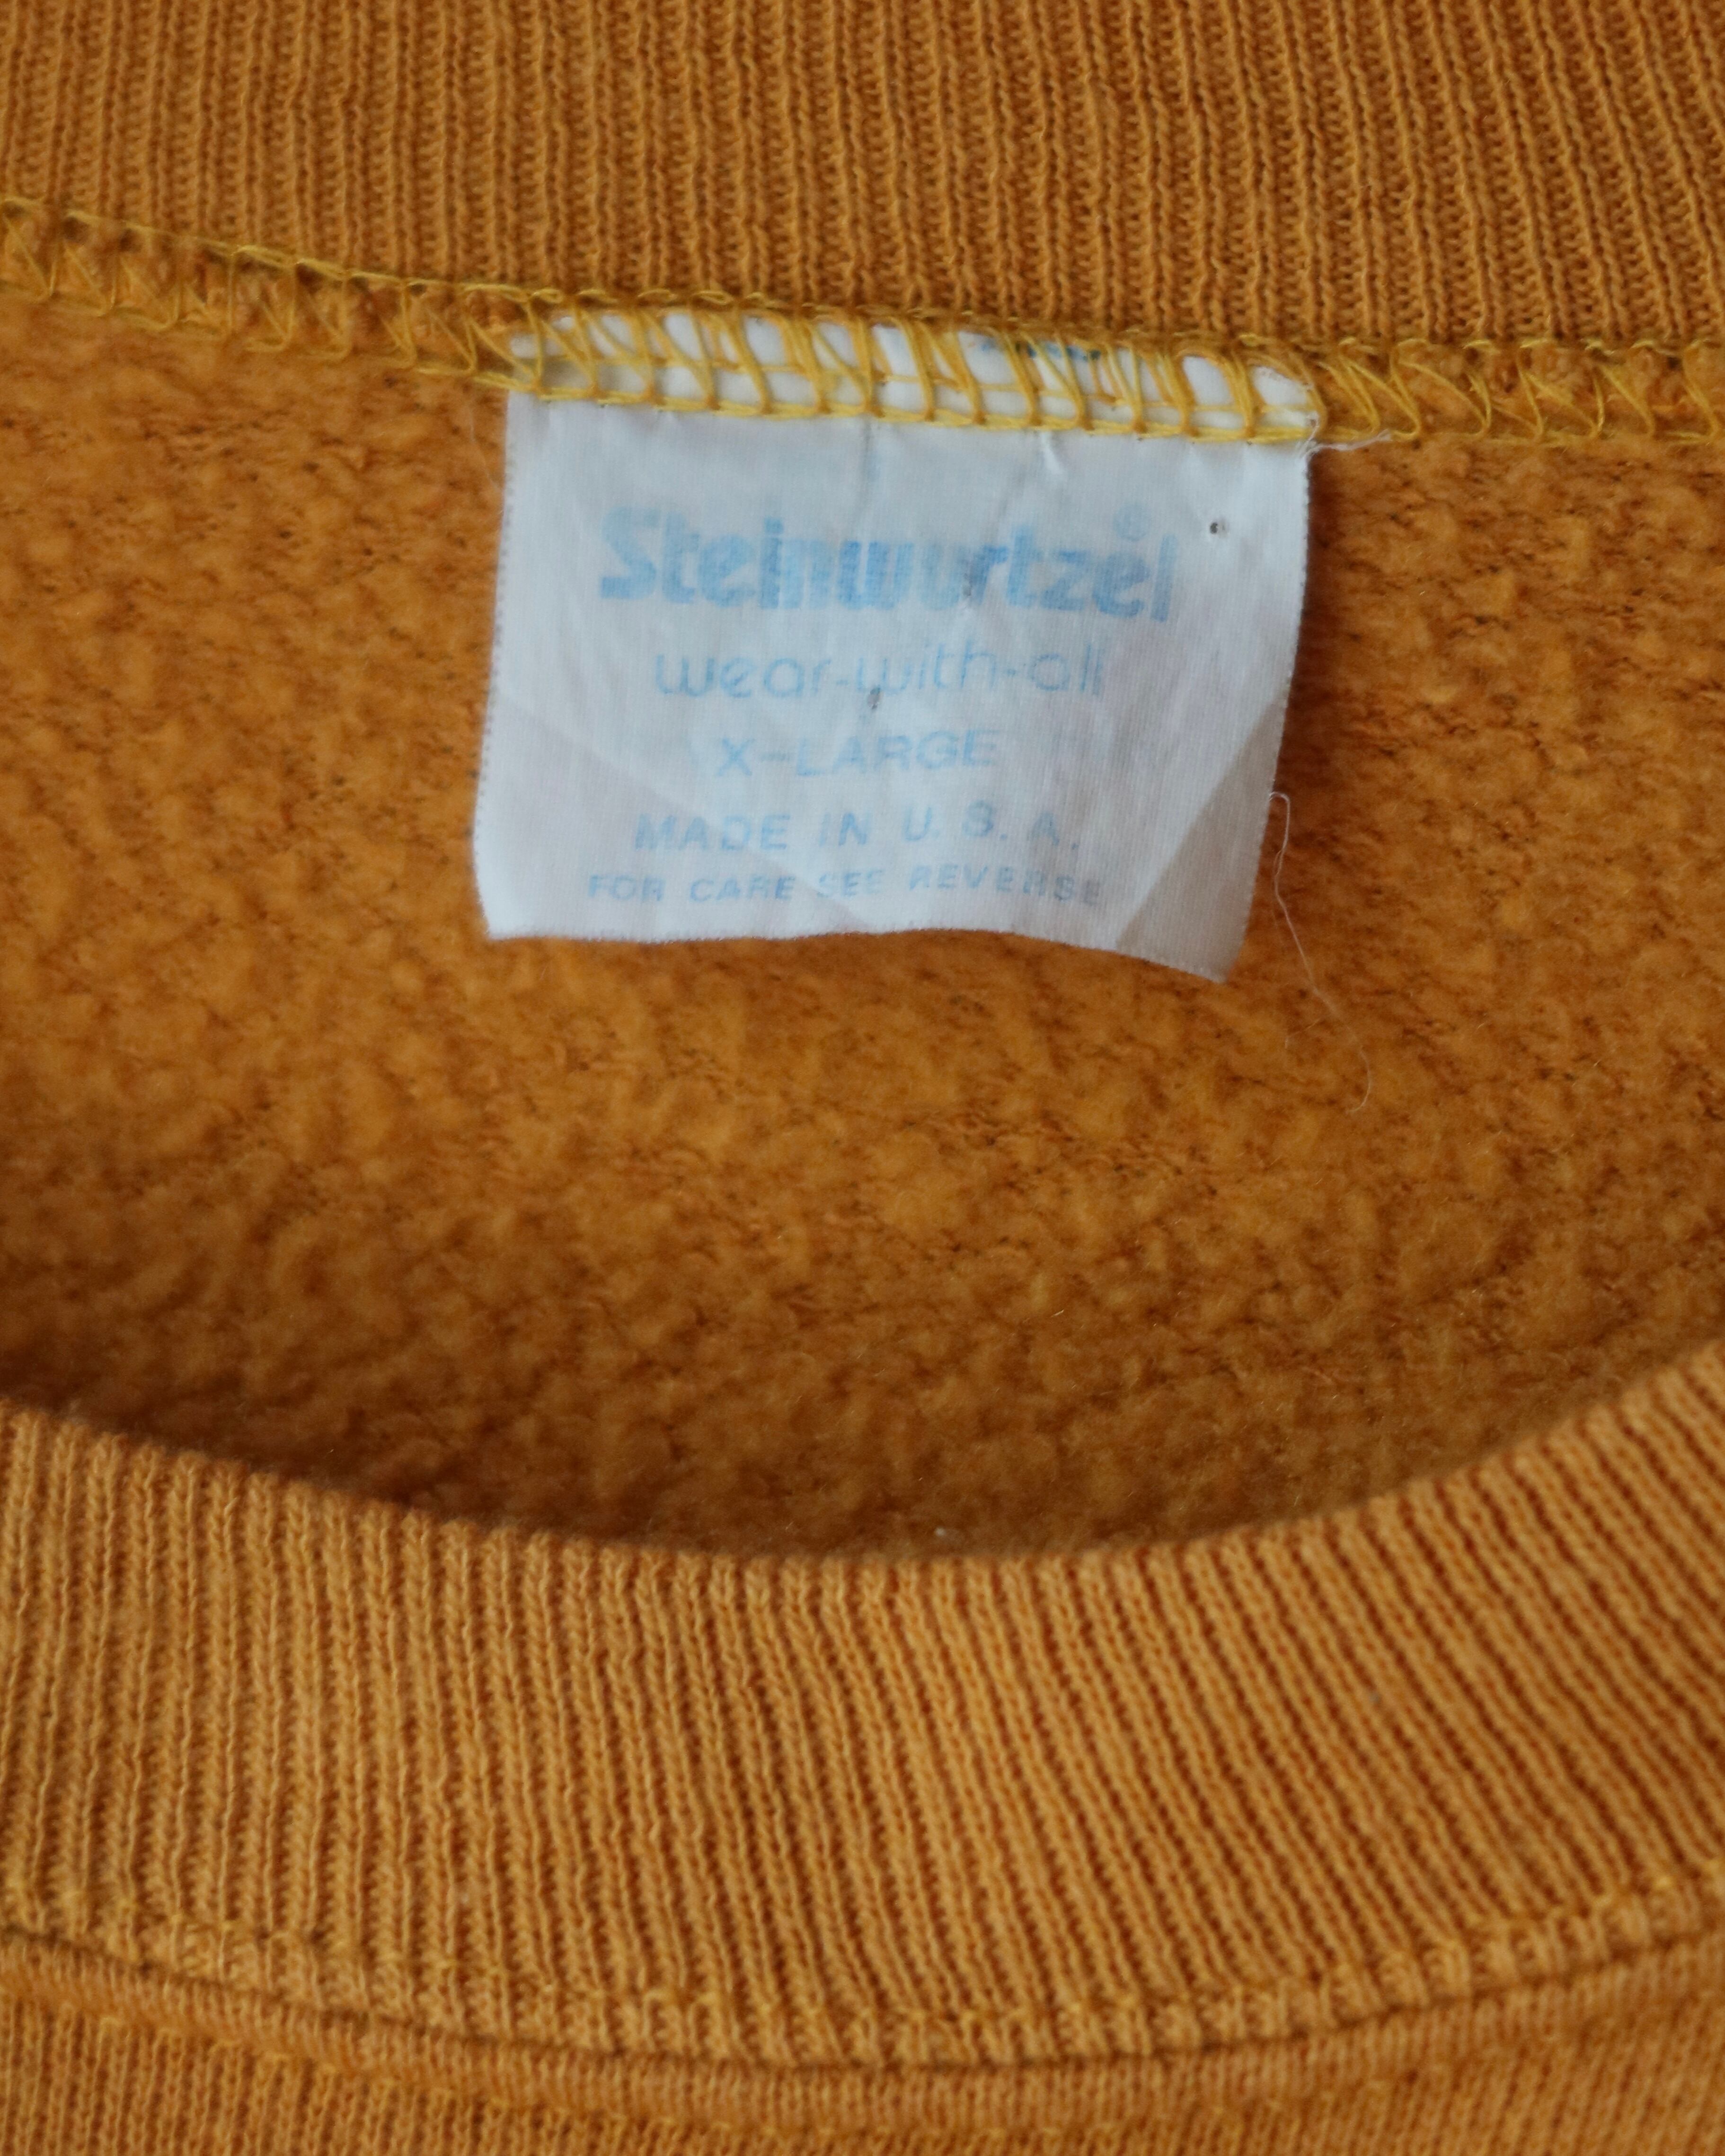 Steinwurtzel®
wear-with-all
X-LARGE
MADE IN U.S.A.
FOR CARE SEE REVERSE